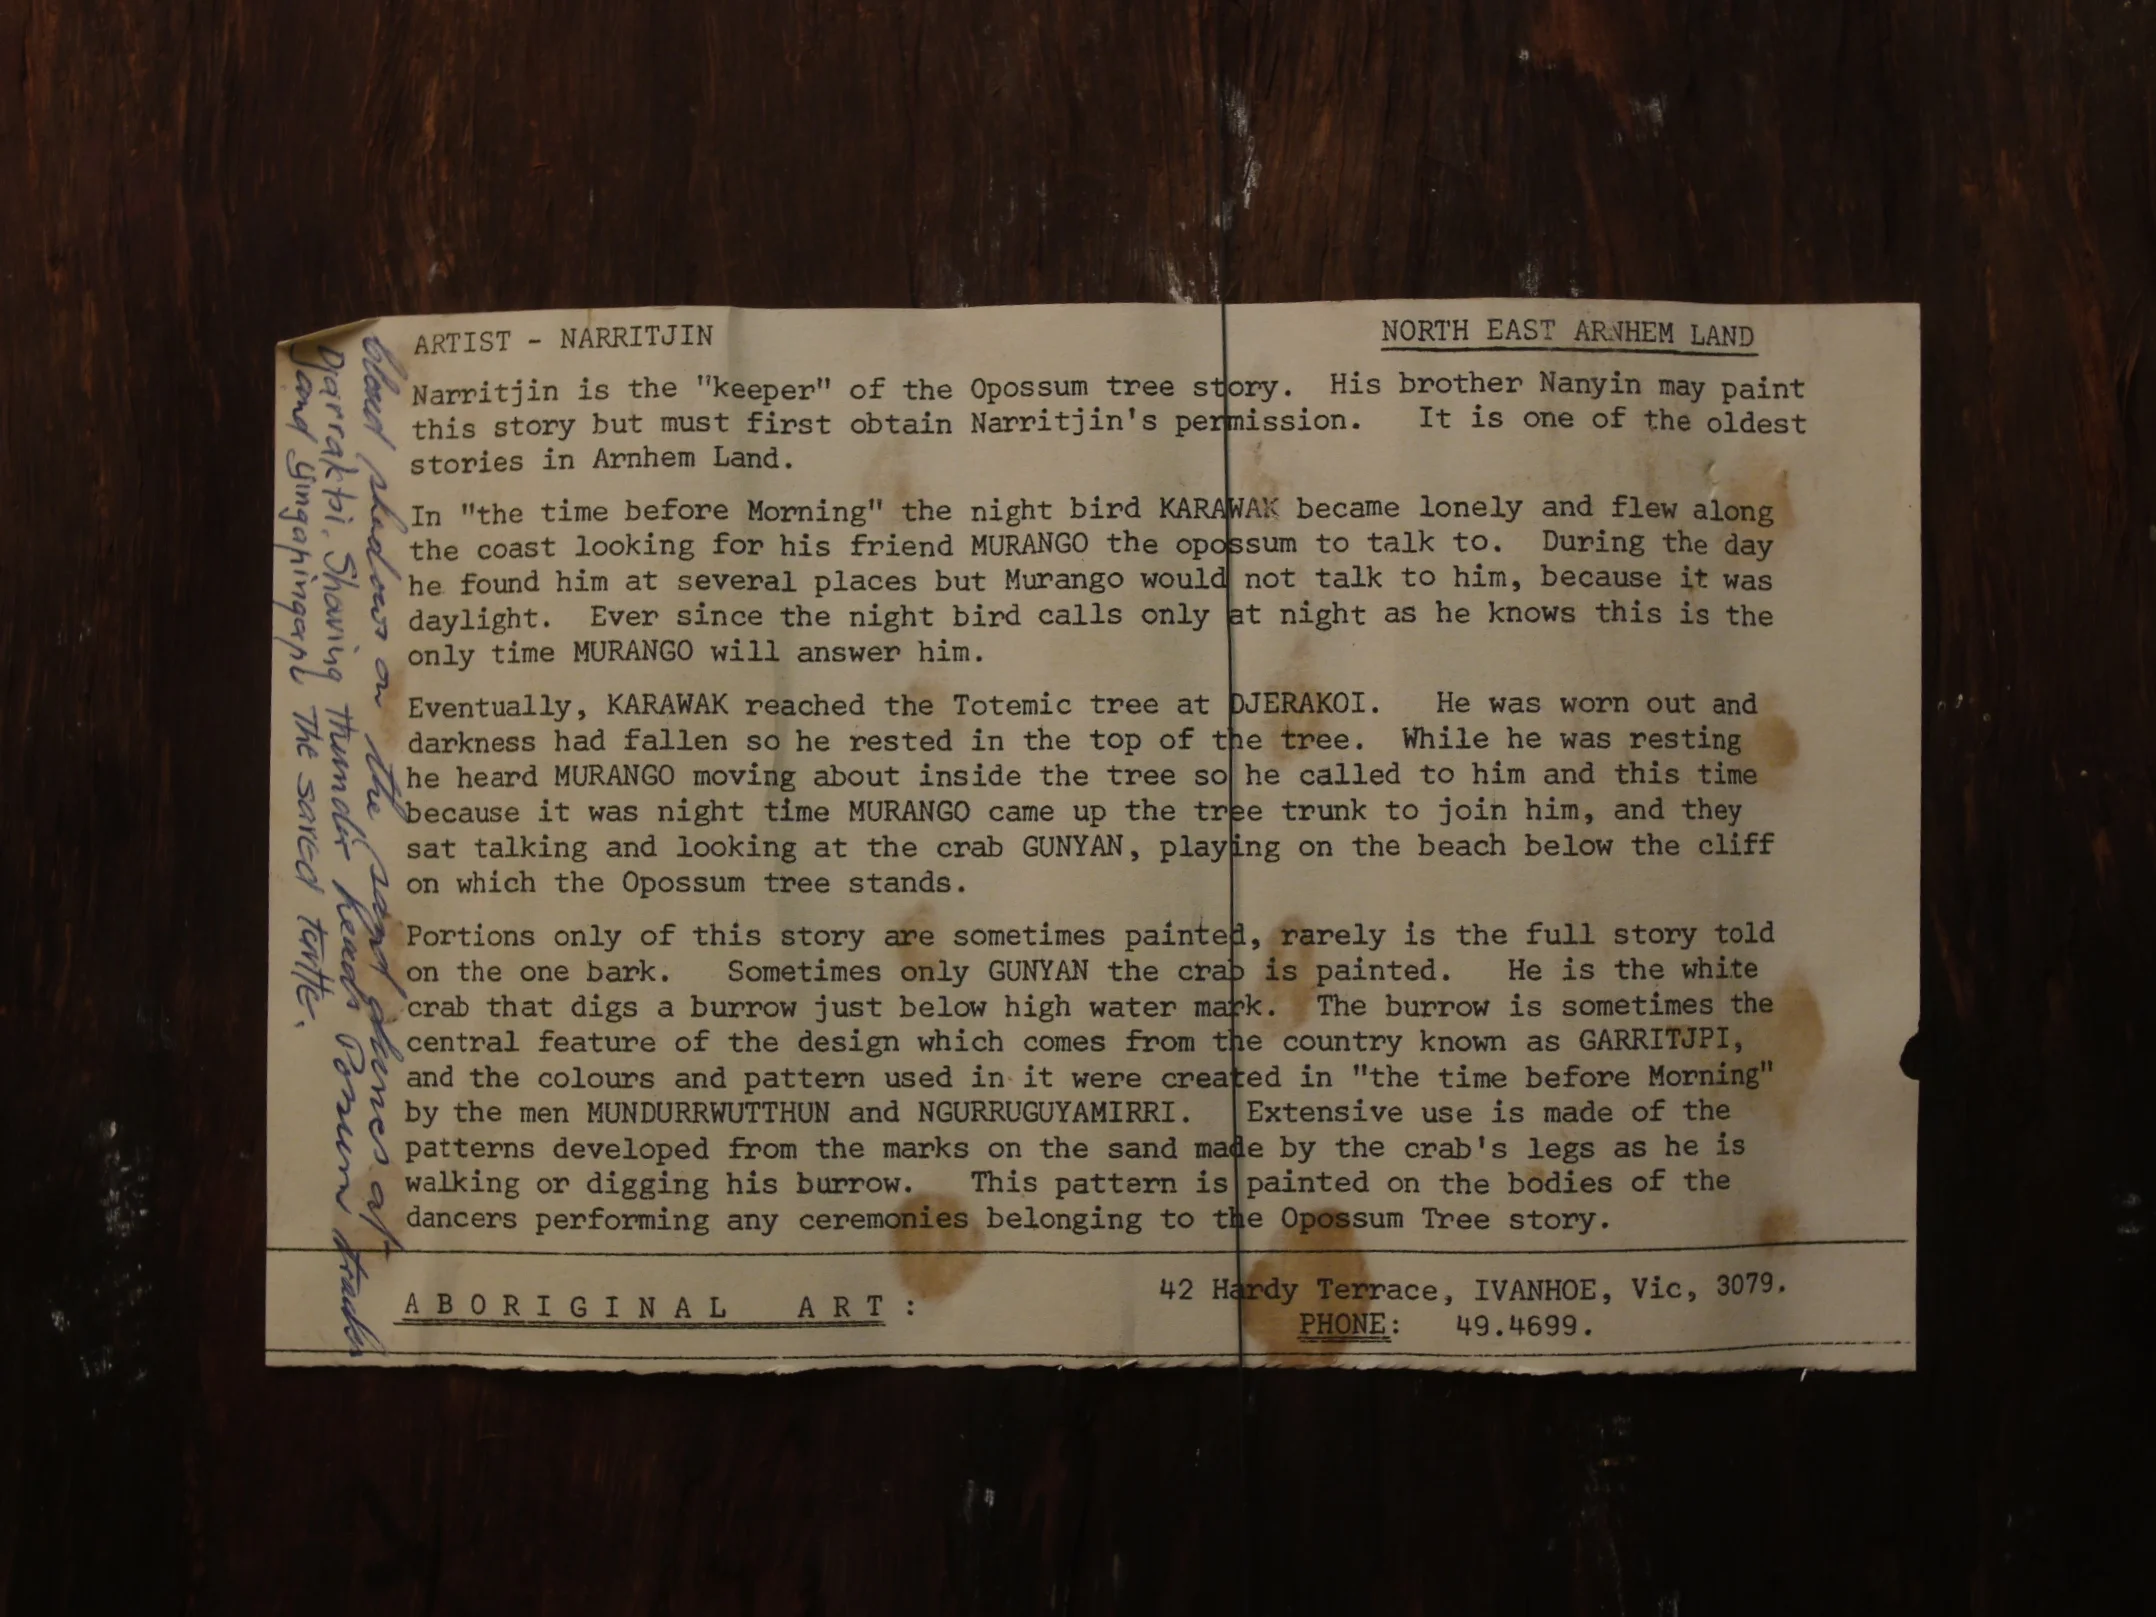 ARTIST - NARRITJIN
NORTH EAST ARNHEM LAND
Narritjin is the "keeper" of the Opossum tree story. His brother Nanyin may paint
this story but must first obtain Narritjin's permission. It is one of the oldest
stories in Arnhem Land.
In "the time before Morning" the night bird KARAWAK became lonely and flew along
the coast looking for his friend MURANGO the opossum to talk to. During the day
he found him at several places but Murango would not talk to him, because it was
daylight. Ever since the night bird calls only at night as he knows this is the
only time MURANGO will answer him.
Eventually, KARAWAK reached the Totemic tree at DJERAKOI. He was worn out and
darkness had fallen so he rested in the top of the tree. While he was resting
he heard MURANGO moving about inside the tree so he called to him and this time
because it was night time MURANGO came up the tree trunk to join him, and they
sat talking and looking at the crab GUNYAN, playing on the beach below the cliff
on which the Opossum tree stands.
Portions only of this story are sometimes painted, rarely is the full story told
on the one bark. Sometimes only GUNYAN the crab is painted. He is the white
crab that digs a burrow just below high water mark. The burrow is sometimes the
central feature of the design which comes from the country known as GARRITJPI,
and the colours and pattern used in it were created in "the time before Morning"
by the men MUNDURRWUTTHUN and NGURRUGUYAMIRRI. Extensive use is made of the
patterns developed from the marks on the sand made by the crab's legs as he is
walking or digging his burrow. This pattern is painted on the bodies of the
dancers performing any ceremonies belonging to the Opossum Tree story.
ABORIGINAL ART:
42 Hardy Terrace, IVANHOE, Vic, 3079.
PHONE: 49.4699.
cloud shadows on the sand dunes at
Djarrakpi. Showing thunder heads Possum tracks
and yingapingapu the sacred turtle.